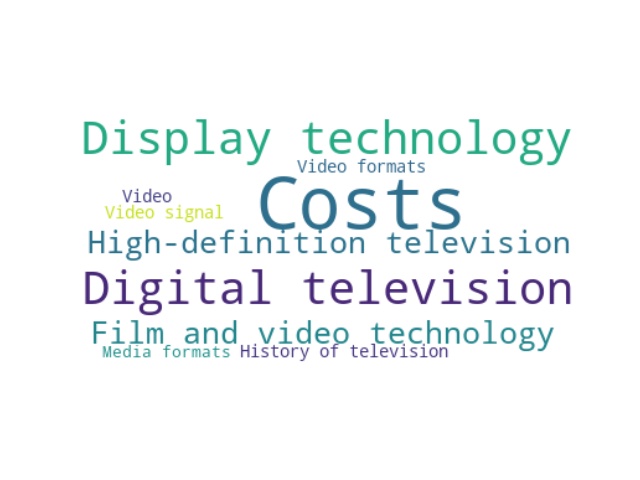 Display technology
Video formats
Video
Costs
Video signal
High-definition television
Digital television
Film and video technology
Media formats
History of television